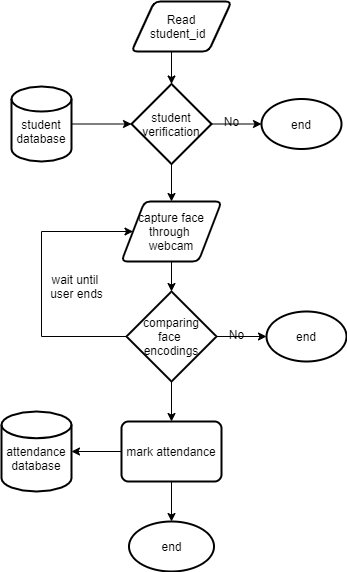 Read
student_id
student
verification
No
end
student
database
capture face
through
webcam
wait until
user ends
comparing
face
encodings
No
end
attendance
database
mark attendance
end